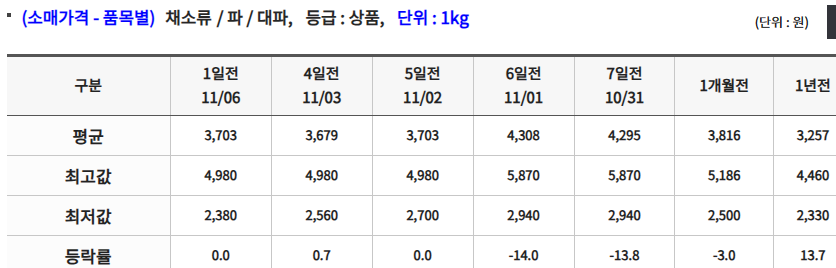 (소매가격 - 품목별) 채소류 / 파 / 대파, 등급 : 상품, 단위 : 1kg
(단위 : 원)
구분 1일전 11/06 4일전 11/03 5일전 11/02 6일전 11/01 7일전 10/31 1개월전 1년전
평균 3,703 3,679 3,703 4,308 4,295 3,816 3,257
최고값 4,980 4,980 4,980 5,870 5,870 5,186 4,460
최저값 2,380 2,560 2,700 2,940 2,940 2,500 2,330
등락률 0.0 0.7 0.0 -14.0 -13.8 -3.0 13.7